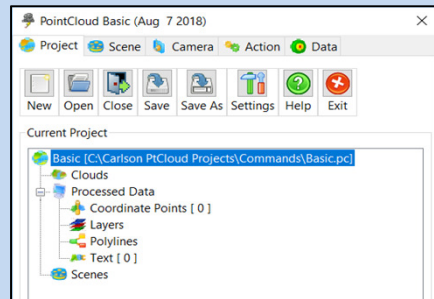 PointCloud Basic (Aug 7 2018)
Project Scene Camera Action Data
New Open Close Save Save As Settings Help Exit
Current Project
Basic [C:\Carlson PtCloud Projects\Commands\Basic.pc]
Clouds
Processed Data
Coordinate Points [ 0 ]
Layers
Polylines
Text [ 0 ]
Scenes